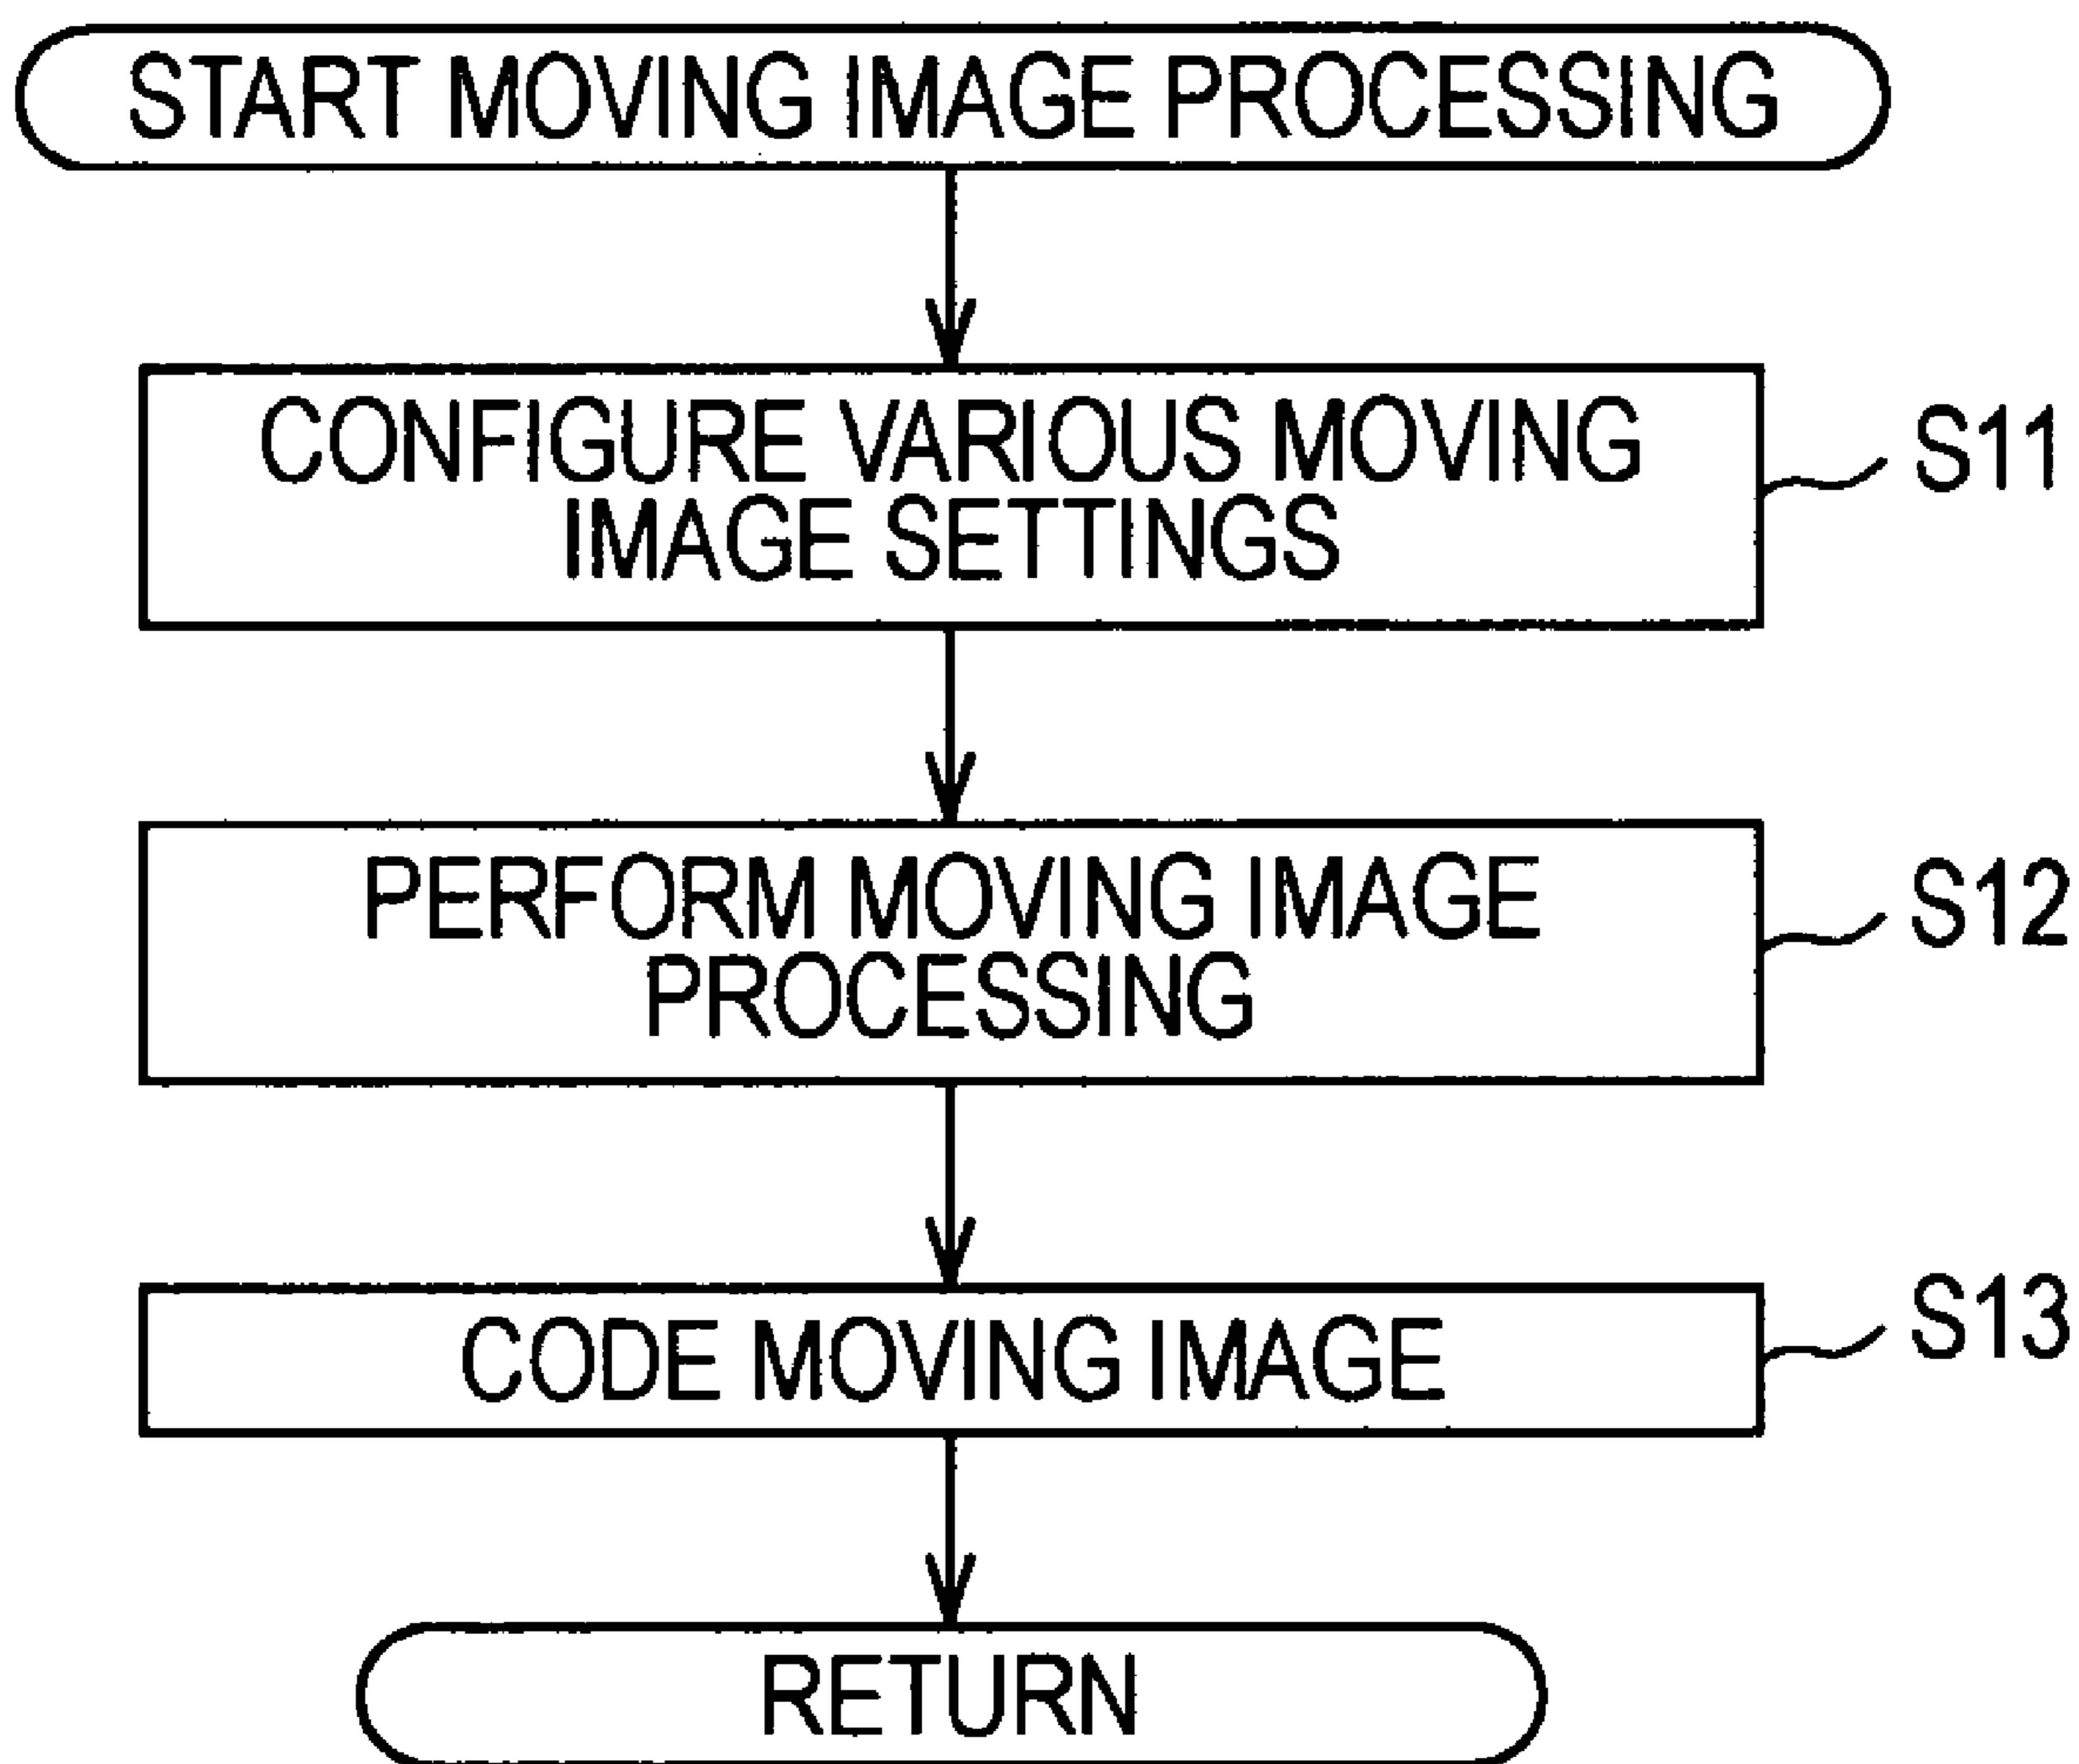 START MOVING IMAGE PROCESSING
CONFIGURE VARIOUS MOVING
IMAGE SETTINGS
S11
PERFORM MOVING IMAGE
PROCESSING
S12
CODE MOVING IMAGE
S13
RETURN